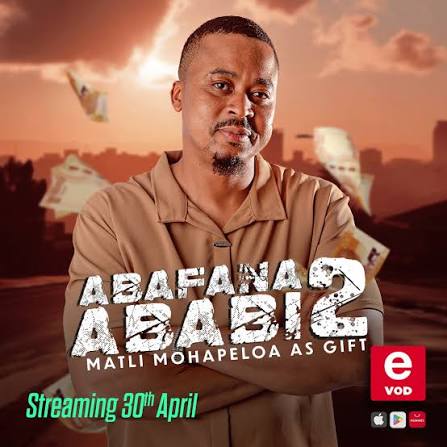 ABAFANA
ABABI 2
MATLI MOHAPELOA AS GIFT
e
VOD
Streaming 30th April